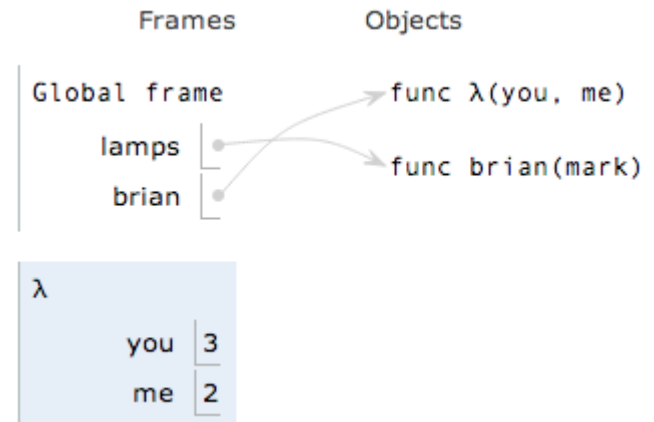 Frames Objects
Global frame func λ(you, me)
lamps
func brian(mark)
brian
λ
you 3
me 2